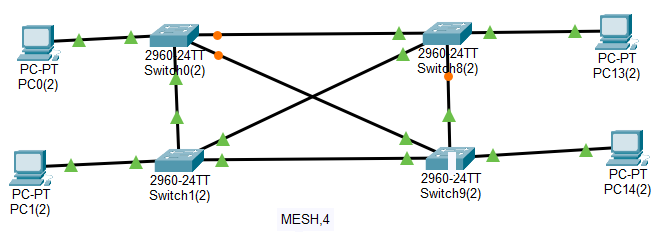 PC-PT
PC0(2)
2960-24TT
Switch0(2)
2960-24TT
Switch8(2)
PC-PT
PC13(2)
PC-PT
PC1(2)
2960-24TT
Switch1(2)
2960-24TT
Switch9(2)
PC-PT
PC14(2)
MESH,4